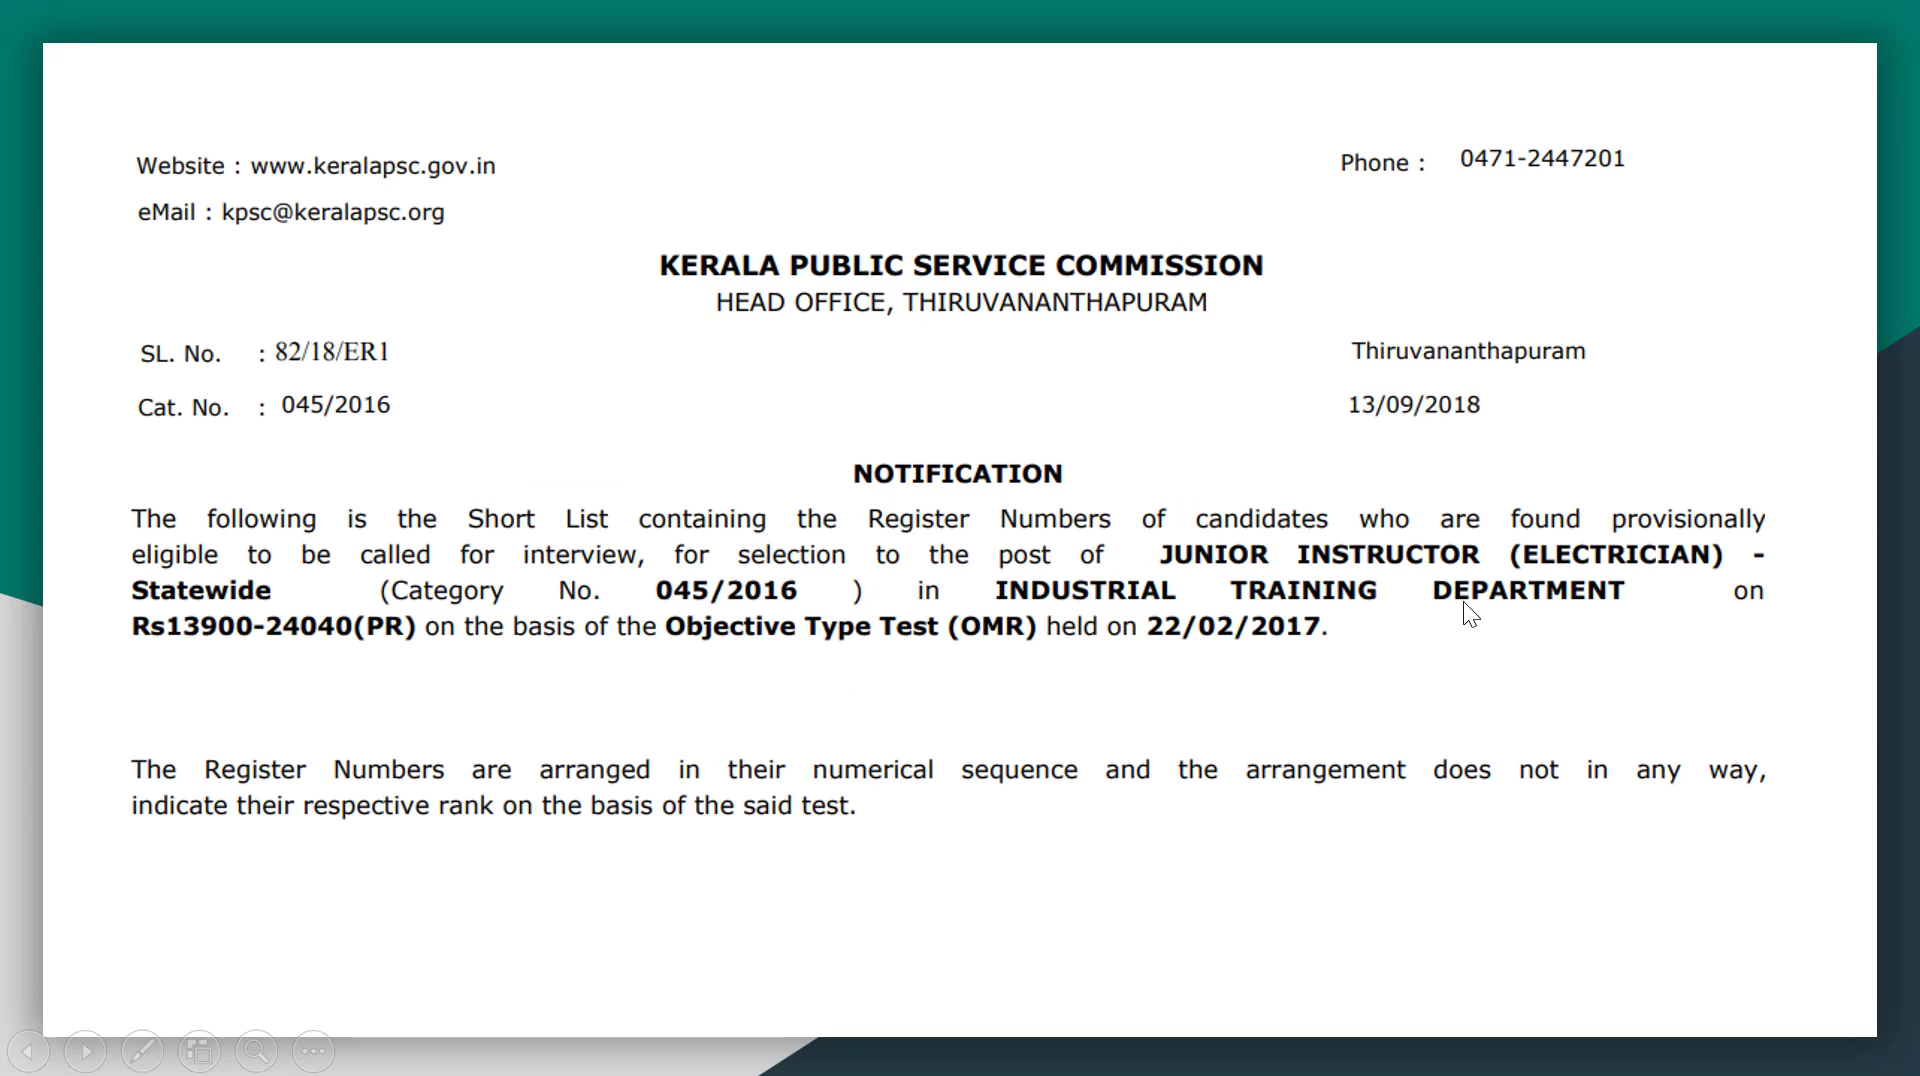 Website : www.keralapsc.gov.in
Phone : 0471-2447201
eMail : kpsc@keralapsc.org
KERALA PUBLIC SERVICE COMMISSION
HEAD OFFICE, THIRUVANANTHAPURAM
SL. No. : 82/18/ER1
Thiruvananthapuram
Cat. No. : 045/2016
13/09/2018
NOTIFICATION
The following is the Short List containing the Register Numbers of candidates who are found provisionally
eligible to be called for interview, for selection to the post of JUNIOR INSTRUCTOR (ELECTRICIAN) -
Statewide (Category No. 045/2016 ) in INDUSTRIAL TRAINING DEPARTMENT on
Rs13900-24040(PR) on the basis of the Objective Type Test (OMR) held on 22/02/2017.
The Register Numbers are arranged in their numerical sequence and the arrangement does not in any way,
indicate their respective rank on the basis of the said test.